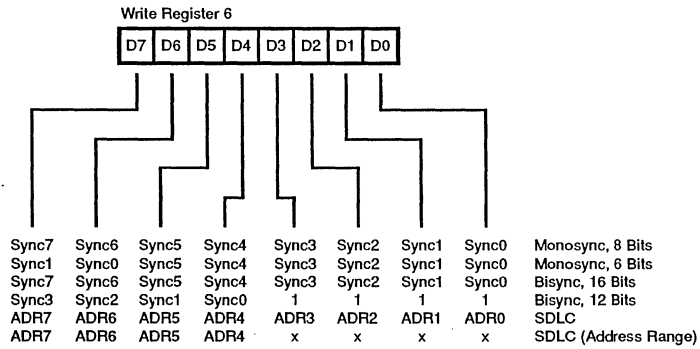 Write Register 6
D7 D6 D5 D4 D3 D2 D1 D0
Sync7 Sync6 Sync5 Sync4 Sync3 Sync2 Sync1 Sync0 Monosync, 8 Bits
Sync1 Sync0 Sync5 Sync4 Sync3 Sync2 Sync1 Sync0 Monosync, 6 Bits
Sync7 Sync6 Sync5 Sync4 Sync3 Sync2 Sync1 Sync0 Bisync, 16 Bits
Sync3 Sync2 Sync1 Sync0 1 1 1 1 Bisync, 12 Bits
ADR7 ADR6 ADR5 ADR4 ADR3 ADR2 ADR1 ADR0 SDLC
ADR7 ADR6 ADR5 ADR4 x x x x SDLC (Address Range)